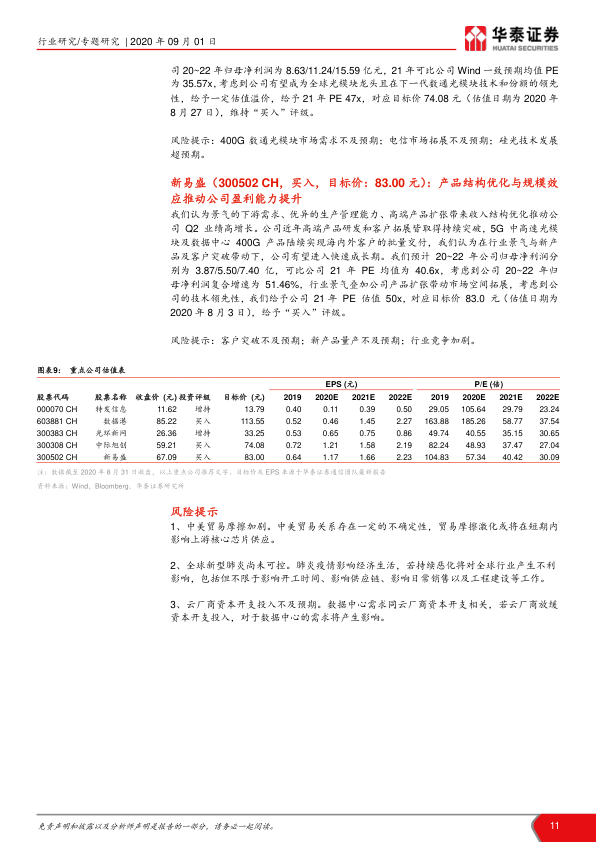 行业研究/专题研究 | 2020 年 09 月 01 日
华泰证券
HUATAI SECURITIES
司 20~22 年归母净利润为 8.63/11.24/15.59 亿元，21 年可比公司 Wind 一致预期均值 PE
为 35.57x，考虑到公司有望成为全球光模块龙头且在下一代数通光模块技术和份额的领先
性，给予一定估值溢价，给予 21 年 PE 47x，对应目标价 74.08 元（估值日期为 2020 年
8 月 27 日），维持“买入”评级。
风险提示：400G 数通光模块市场需求不及预期；电信市场拓展不及预期；硅光技术发展
超预期。
新易盛（300502 CH，买入，目标价：83.00 元）：产品结构优化与规模效
应推动公司盈利能力提升
我们认为景气的下游需求、优异的生产管理能力、高端产品扩张带来收入结构优化推动公
司 Q2 业绩高增长。公司近年高端产品研发和客户拓展皆取得持续突破，5G 中高速光模
块及数据中心 400G 产品陆续实现海内外客户的批量交付，我们认为在行业景气与新产
品及客户突破带动下，公司有望进入快速成长期。我们预计 20~22 年公司归母净利润分
别为 3.87/5.50/7.40 亿，可比公司 21 年 PE 均值为 40.6x，考虑到公司 20~22 年归
母净利润复合增速为 51.46%，行业景气叠加公司产品扩张带动市场空间拓展，考虑到公
司的技术领先性，我们给予公司 21 年 PE 估值 50x，对应目标价 83.0 元（估值日期为
2020 年 8 月 3 日），给予“买入”评级。
风险提示：客户突破不及预期；新产品量产不及预期；行业竞争加剧。
图表9： 重点公司估值表
EPS (元) P/E (倍)
股票代码 股票名称 收盘价 (元) 投资评级 目标价 (元) 2019 2020E 2021E 2022E 2019 2020E 2021E 2022E
000070 CH 特发信息 11.62 增持 13.79 0.40 0.11 0.39 0.50 29.05 105.64 29.79 23.24
603881 CH 数据港 85.22 买入 113.55 0.52 0.46 1.45 2.27 163.88 185.26 58.77 37.54
300383 CH 光环新网 26.36 增持 33.25 0.53 0.65 0.75 0.86 49.74 40.55 35.15 30.65
300308 CH 中际旭创 59.21 买入 74.08 0.72 1.21 1.58 2.19 82.24 48.93 37.47 27.04
300502 CH 新易盛 67.09 买入 83.00 0.64 1.17 1.66 2.23 104.83 57.34 40.42 30.09
注：数据截至 2020 年 8 月 31 日收盘，以上重点公司推荐文字、目标价及 EPS 来源于华泰证券通信团队最新报告
资料来源：Wind，Bloomberg，华泰证券研究所
风险提示
1、中美贸易摩擦加剧。中美贸易关系存在一定的不确定性，贸易摩擦激化或将在短期内
影响上游核心芯片供应。
2、全球新型肺炎尚未可控。肺炎疫情影响经济生活，若持续恶化将对全球行业产生不利
影响，包括但不限于影响开工时间、影响供应链、影响日常销售以及工程建设等工作。
3、云厂商资本开支投入不及预期。数据中心需求同云厂商资本开支相关，若云厂商放缓
资本开支投入，对于数据中心的需求将产生影响。
免责声明和披露以及分析师声明是报告的一部分，请务必一起阅读。
11